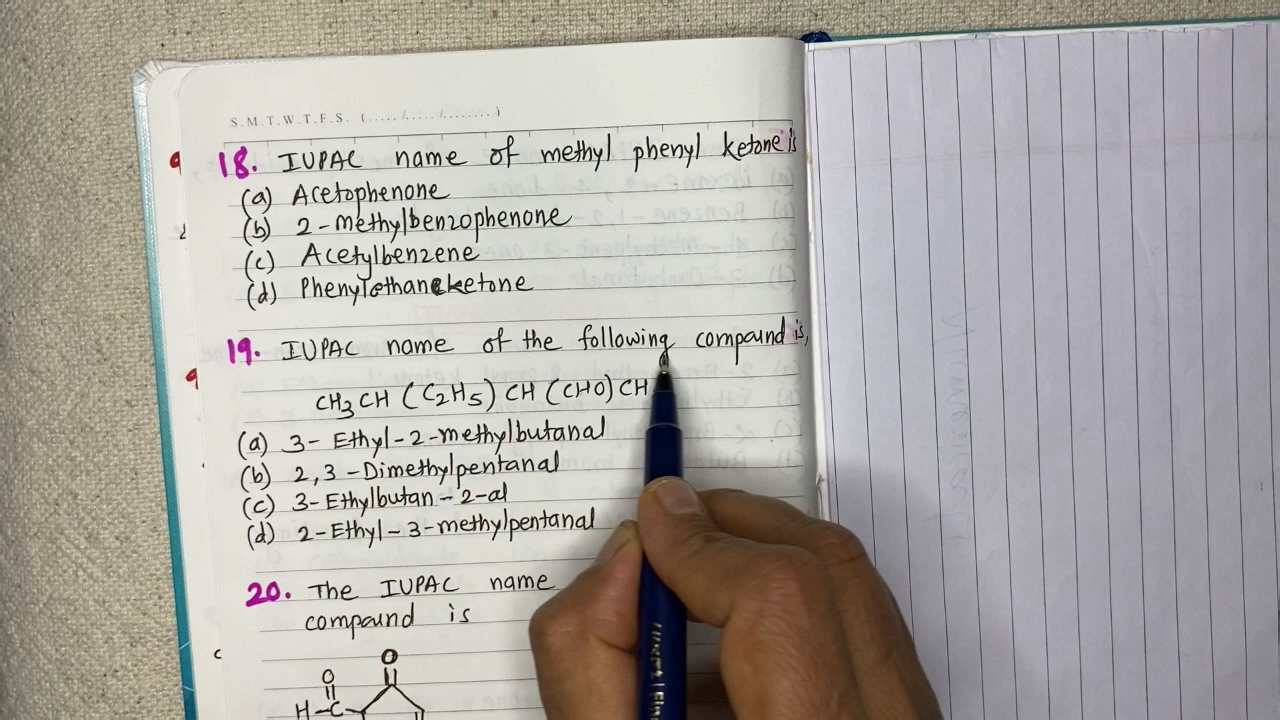 S.M.T.W.T.F.S. (...../...../........)
18. IUPAC name of methyl phenyl ketone is
(a) Acetophenone
(b) 2-methylbenzophenone
(c) Acetylbenzene
(d) Phenylethaneketone
19. IUPAC name of the following compound is,
CH₃CH (C₂H₅) CH (CHO) CH
(a) 3-Ethyl-2-methylbutanal
(b) 2,3-Dimethylpentanal
(c) 3-Ethylbutan-2-al
(d) 2-Ethyl-3-methylpentanal
20. The IUPAC name
compound is
O
O
H-C